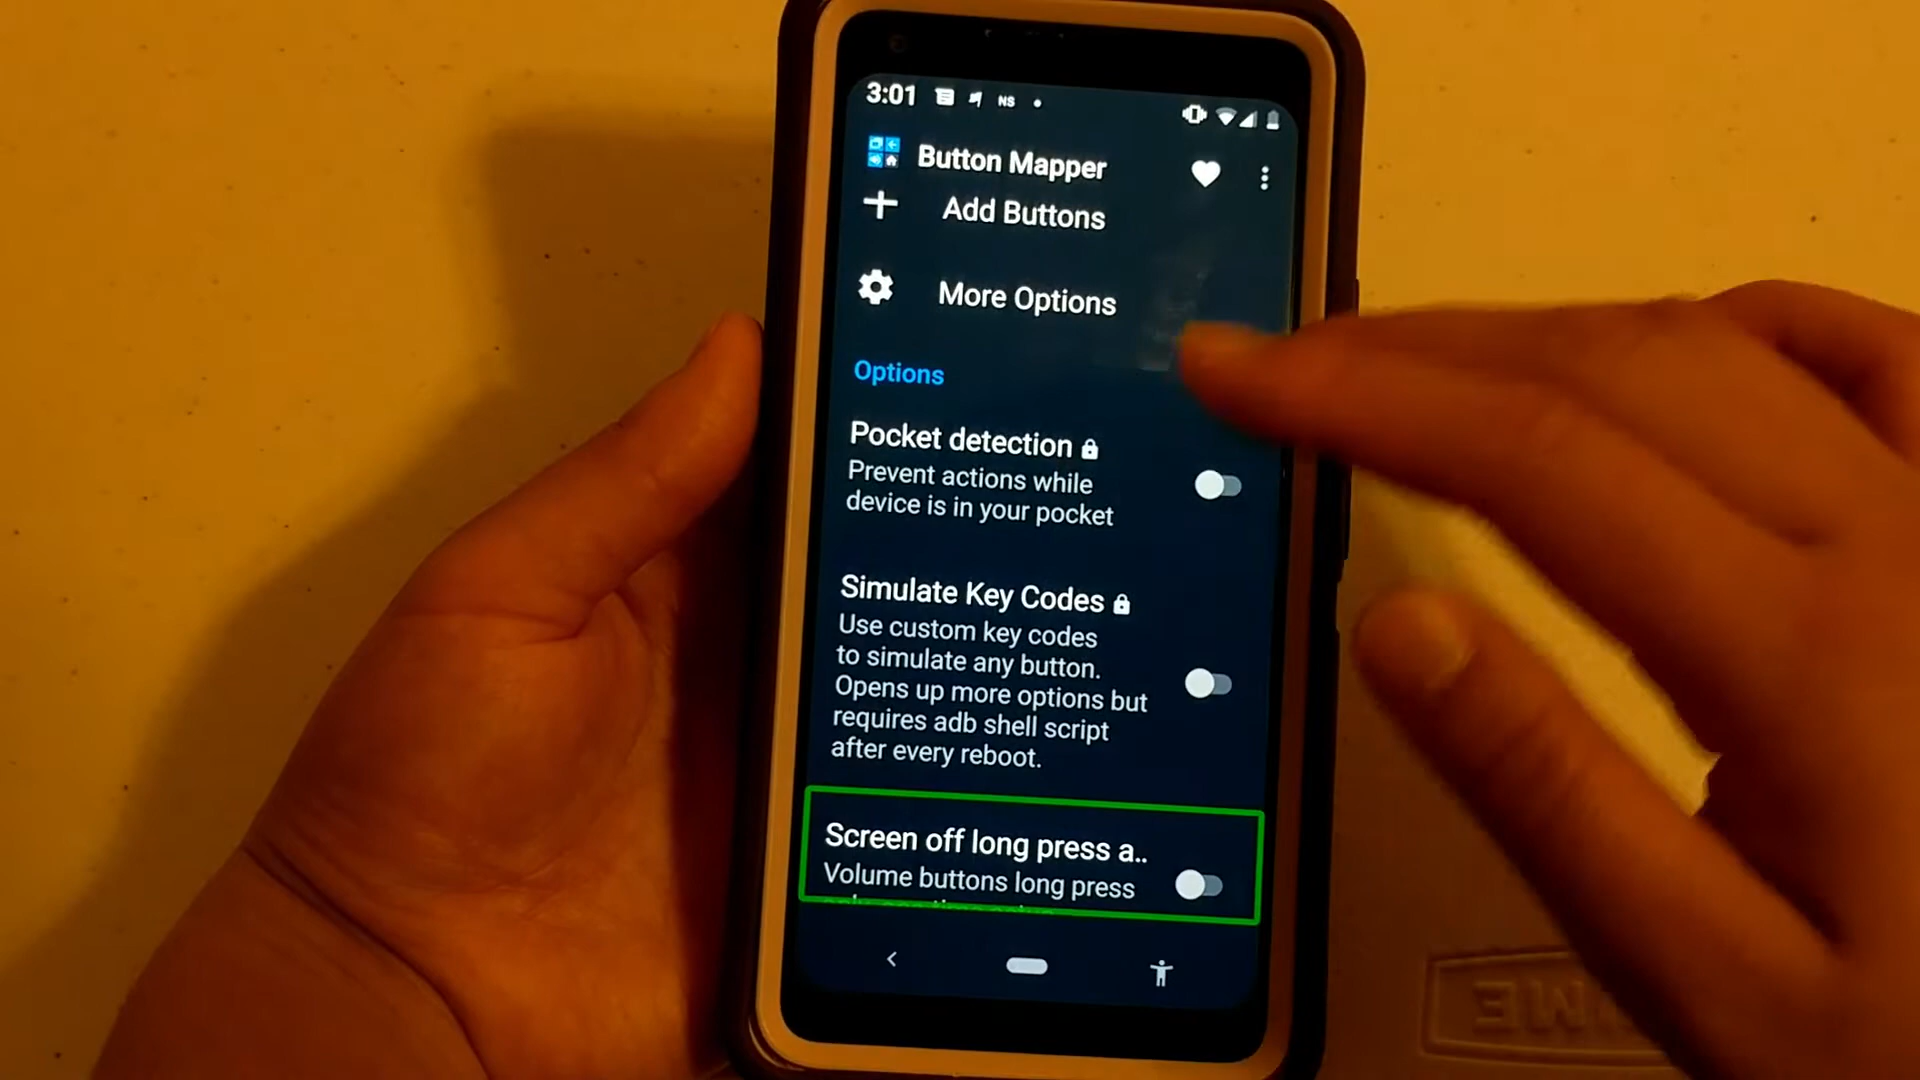 3:01 NS
Button Mapper
Add Buttons
More Options
Options
Pocket detection
Prevent actions while
device is in your pocket
Simulate Key Codes
Use custom key codes
to simulate any button.
Opens up more options but
requires adb shell script
after every reboot.
Screen off long press a..
Volume buttons long press